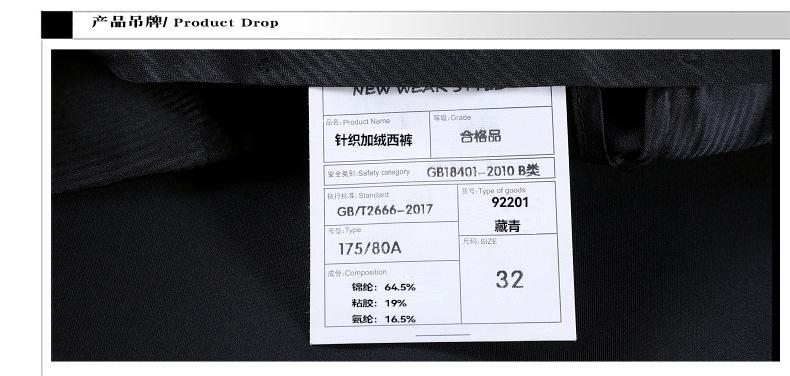 产品吊牌/ Product Drop
NEW WEAR STYLE
品名:Product Name
针织加绒西裤
等级:Grade
合格品
安全类别:Safety category GB18401-2010 B类
执行标准: Standard
GB/T2666-2017
货号:Type of goods
92201
藏青
号型:Type
175/80A
尺码:SIZE
32
成份:Composition
锦纶: 64.5%
粘胶: 19%
氨纶: 16.5%